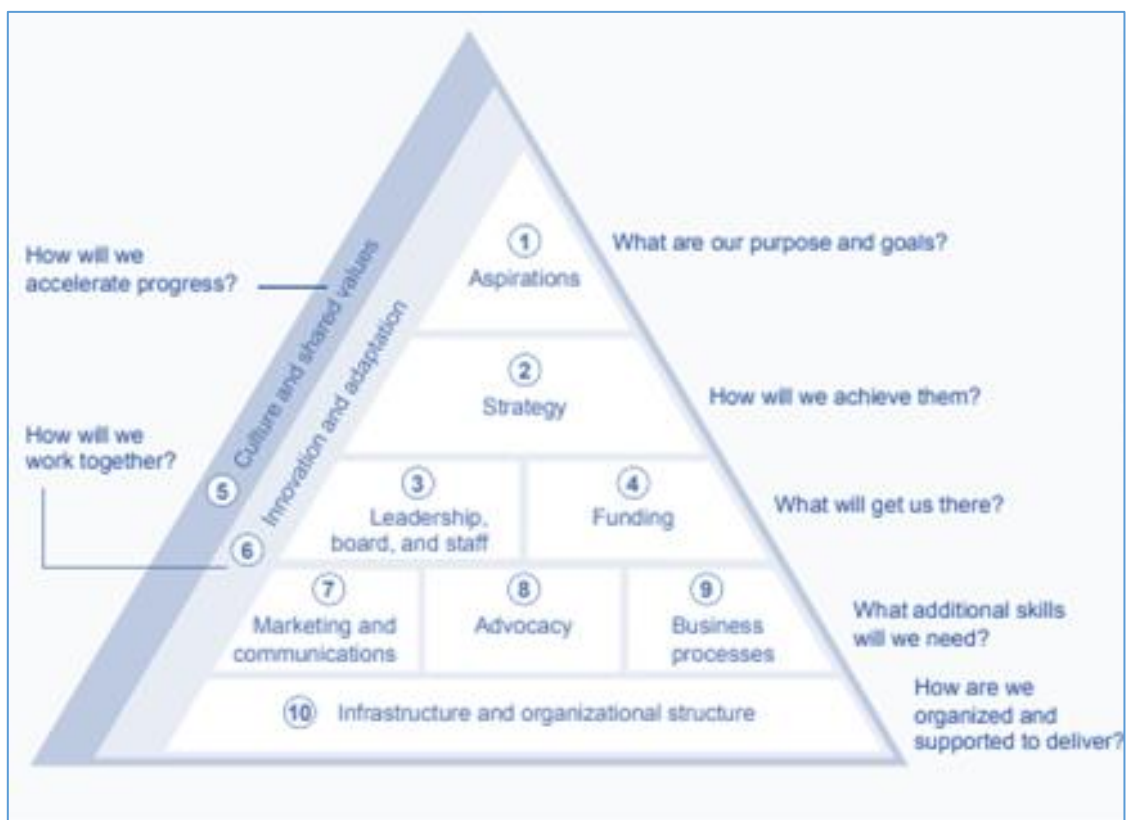 1
Aspirations
What are our purpose and goals?
How will we
accelerate progress?
2
Strategy
How will we achieve them?
How will we
work together?
5 Culture and shared values
6 Innovation and adaptation
3
Leadership,
board, and staff
4
Funding
What will get us there?
7
Marketing and
communications
8
Advocacy
9
Business
processes
What additional skills
will we need?
10 Infrastructure and organizational structure
How are we
organized and
supported to deliver?